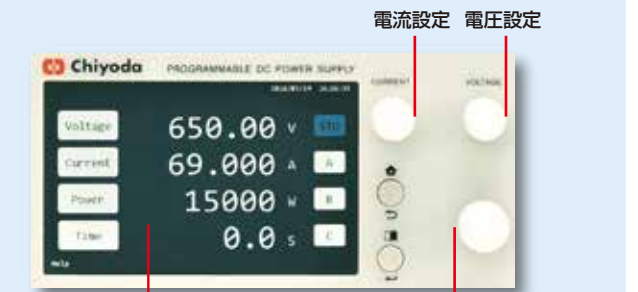 電流設定 電圧設定
Chiyoda PROGRAMMABLE DC POWER SUPPLY
CURRENT VOLTAGE
Voltage 650.00 V STD
Current 69.000 A A
Power 15000 W B
Time 0.0 s C
Help